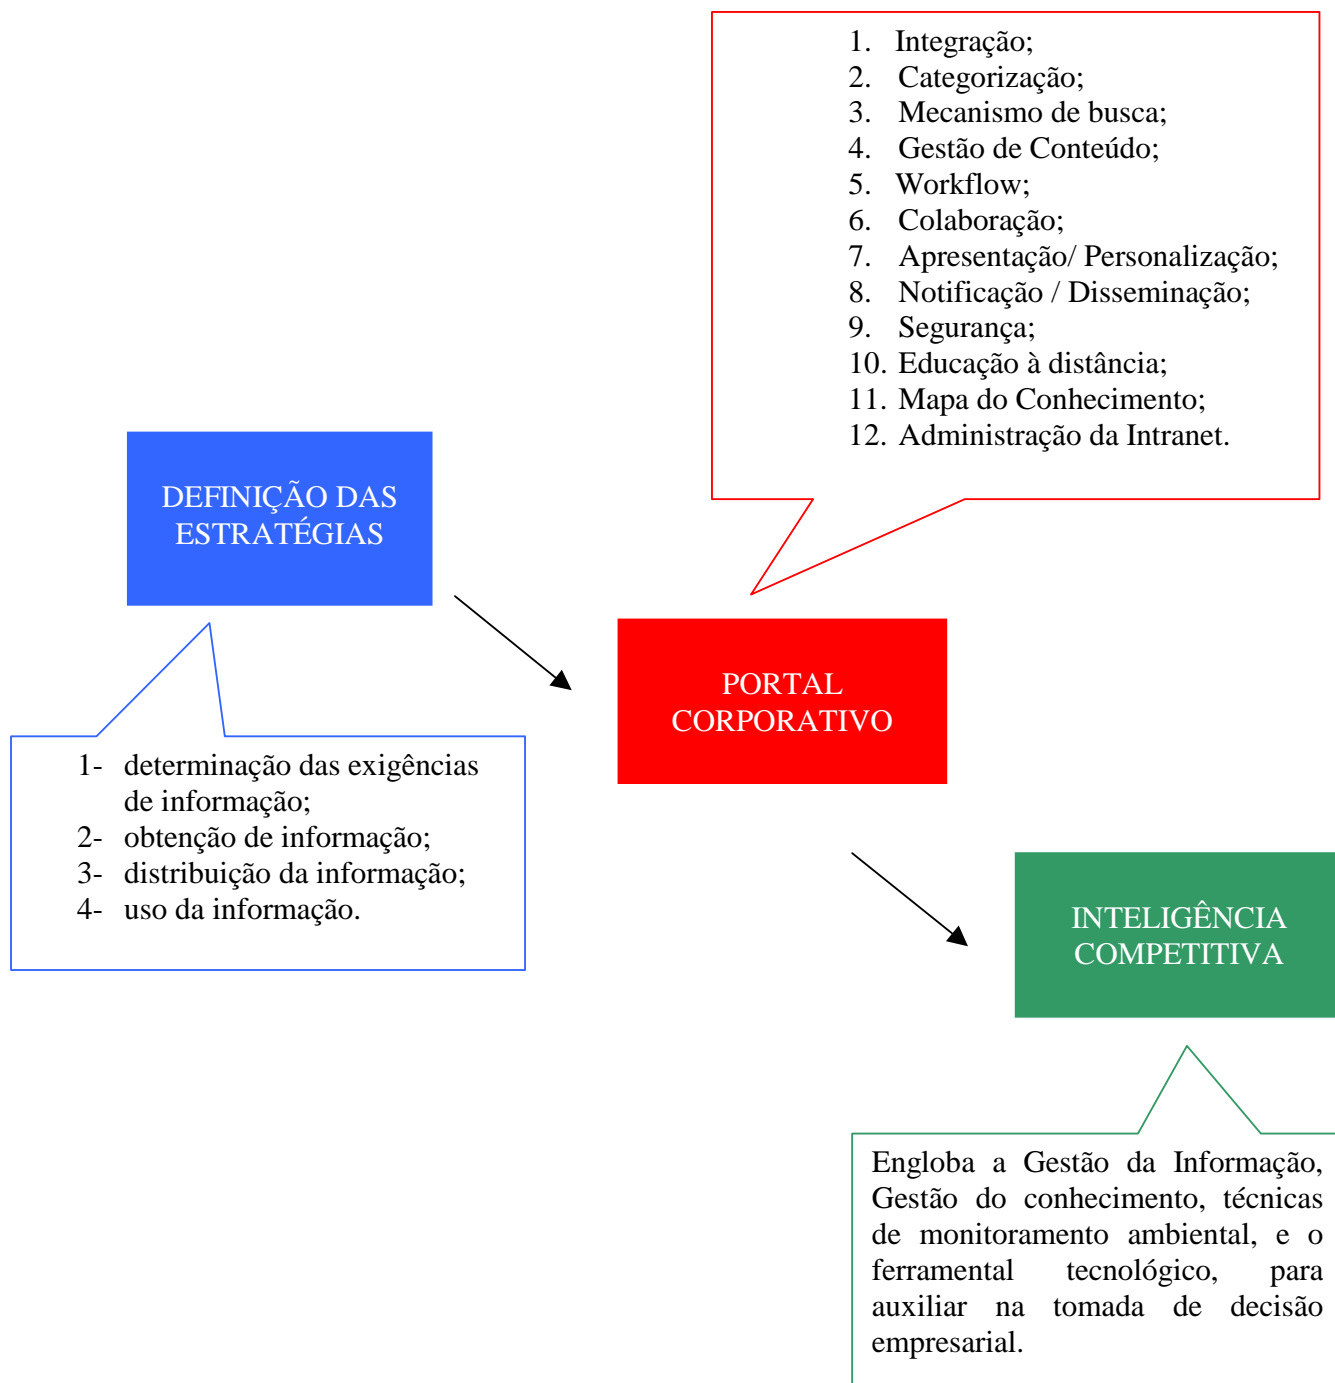 1. Integração;
2. Categorização;
3. Mecanismo de busca;
4. Gestão de Conteúdo;
5. Workflow;
6. Colaboração;
7. Apresentação/ Personalização;
8. Notificação / Disseminação;
9. Segurança;
10. Educação à distância;
11. Mapa do Conhecimento;
12. Administração da Intranet.
DEFINIÇÃO DAS
ESTRATÉGIAS
PORTAL
CORPORATIVO
1- determinação das exigências
de informação;
2- obtenção de informação;
3- distribuição da informação;
4- uso da informação.
INTELIGÊNCIA
COMPETITIVA
Engloba a Gestão da Informação,
Gestão do conhecimento, técnicas
de monitoramento ambiental, e o
ferramental tecnológico, para
auxiliar na tomada de decisão
empresarial.